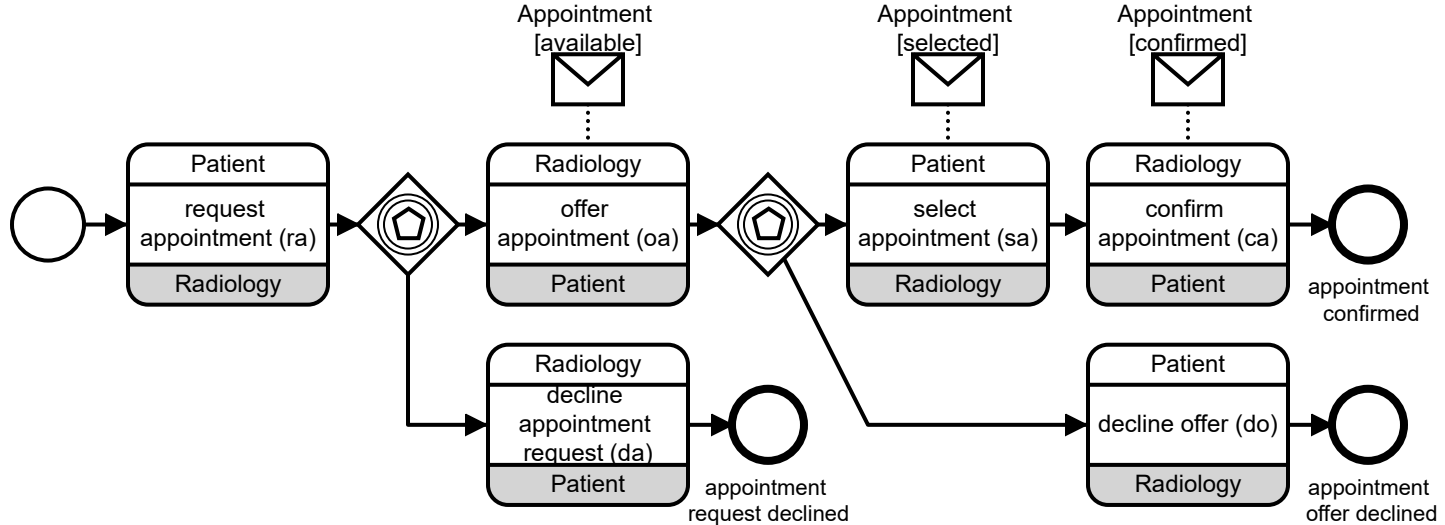 Appointment
[available]
Appointment
[selected]
Appointment
[confirmed]
Patient
request
appointment (ra)
Radiology
Radiology
offer
appointment (oa)
Patient
Patient
select
appointment (sa)
Radiology
Radiology
confirm
appointment (ca)
Patient
appointment
confirmed
Radiology
decline
appointment
request (da)
Patient
appointment
request declined
Patient
decline offer (do)
Radiology
appointment
offer declined